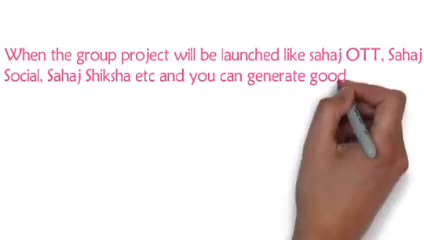 When the group project will be launched like sahaj OTT, Sahaj
Social, Sahaj Shiksha etc and you can generate good